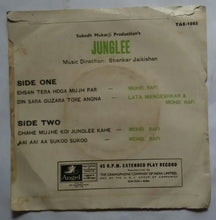 TAE-1083
Subodh Mukerji Production's
JUNGLEE
Music Direction: Shankar Jaikishan
SIDE ONE
EHSAN TERA HOGA MUJH PAR — MOHD. RAFI
DIN SARA GUZARA TORE ANGNA — LATA MANGESHKAR &
MOHD. RAFI
SIDE TWO
CHAHE MUJHE KOI JUNGLEE KAHE — MOHD. RAFI
AAI AAI AA SUKOO SUKOO — MOHD. RAFI
Angel
45 R.P.M. EXTENDED PLAY RECORD
THE GRAMOPHONE COMPANY OF INDIA LIMITED.